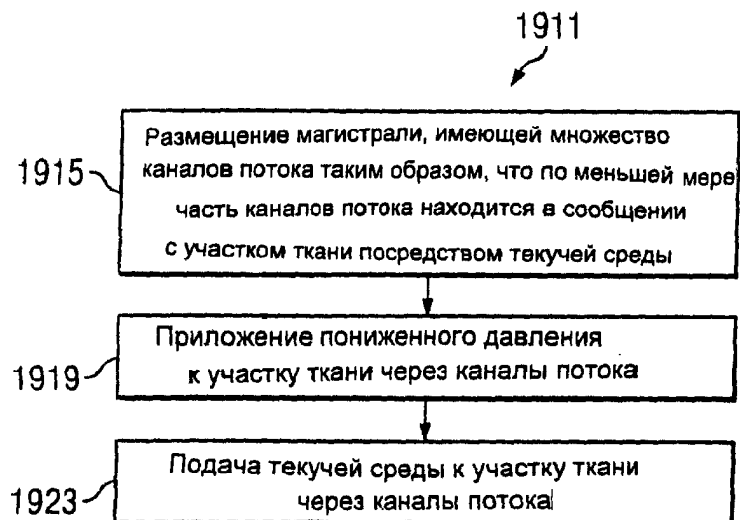 1911
1915
Размещение магистрали, имеющей множество
каналов потока таким образом, что по меньшей мере
часть каналов потока находится в сообщении
с участком ткани посредством текучей среды
1919
Приложение пониженного давления
к участку ткани через каналы потока
1923
Подача текучей среды к участку ткани
через каналы потока